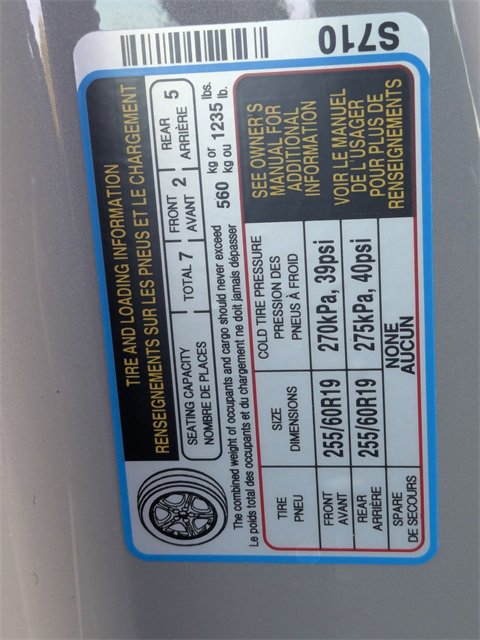 S710
TIRE AND LOADING INFORMATION
RENSEIGNEMENTS SUR LES PNEUS ET LE CHARGEMENT
SEATING CAPACITY
NOMBRE DE PLACES
TOTAL 7
FRONT
AVANT
2
REAR
ARRIÈRE
5
The combined weight of occupants and cargo should never exceed
Le poids total des occupants et du chargement ne doit jamais dépasser
560
kg or
kg ou
1235
lbs.
lb.
TIRE
PNEU
SIZE
DIMENSIONS
COLD TIRE PRESSURE
PRESSION DES
PNEUS À FROID
FRONT
AVANT
255/60R19
270kPa, 39psi
REAR
ARRIÈRE
255/60R19
275kPa, 40psi
SPARE
DE SECOURS
NONE
AUCUN
SEE OWNER'S
MANUAL FOR
ADDITIONAL
INFORMATION
VOIR LE MANUEL
DE L'USAGER
POUR PLUS DE
RENSEIGNEMENTS